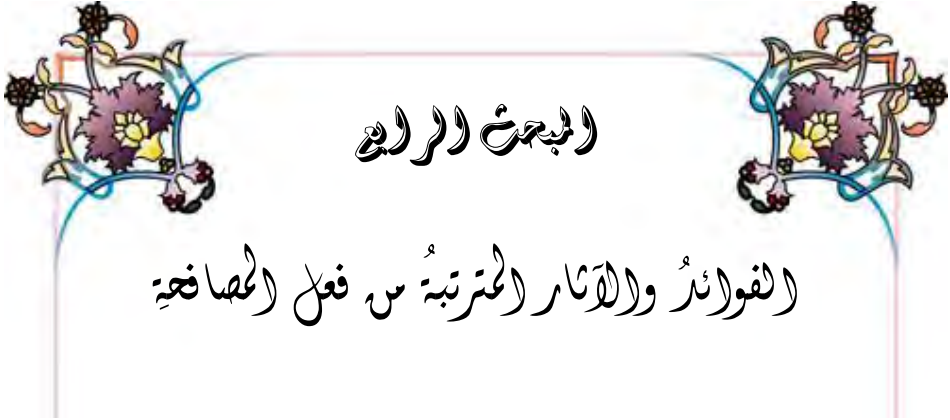 المبحث الرابع
الفوائدُ والآثار المترتبةُ من فعل المصافحةِ